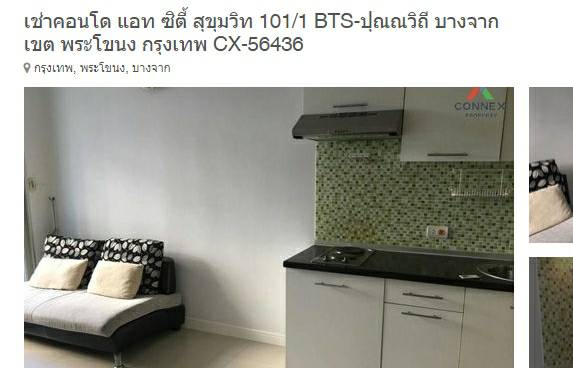 เช่าคอนโด แอท ซิตี้ สุขุมวิท 101/1 BTS-ปุณณวิถี บางจาก
เขต พระโขนง กรุงเทพ CX-56436
กรุงเทพ, พระโขนง, บางจาก
CONNEX
PROPERTY